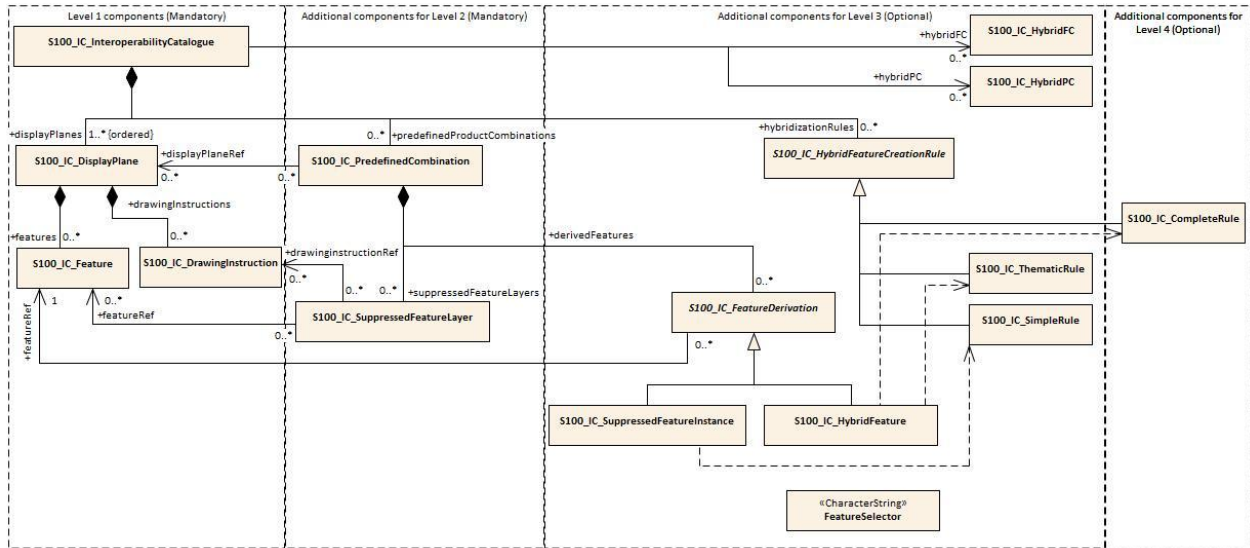 Level 1 components (Mandatory)
Additional components for Level 2 (Mandatory)
Additional components for Level 3 (Optional)
Additional components for
Level 4 (Optional)
S100_IC_InteroperabilityCatalogue
+hybridFC
0..*
S100_IC_HybridFC
+hybridPC
0..*
S100_IC_HybridPC
+displayPlanes
1..* {ordered}
0..*
+predefinedProductCombinations
+hybridizationRules
0..*
S100_IC_DisplayPlane
+displayPlaneRef
0..*
0..*
S100_IC_PredefinedCombination
S100_IC_HybridFeatureCreationRule
+drawingInstructions
S100_IC_CompleteRule
+features
0..*
0..*
+derivedFeatures
S100_IC_Feature
S100_IC_DrawingInstruction
+drawinginstructionRef
0..*
0..*
0..*
+suppressedFeatureLayers
0..*
S100_IC_ThematicRule
1
0..*
+featureRef
0..*
S100_IC_SuppressedFeatureLayer
S100_IC_FeatureDerivation
S100_IC_SimpleRule
+featureRef
0..*
S100_IC_SuppressedFeatureInstance
S100_IC_HybridFeature
«CharacterString»
FeatureSelector